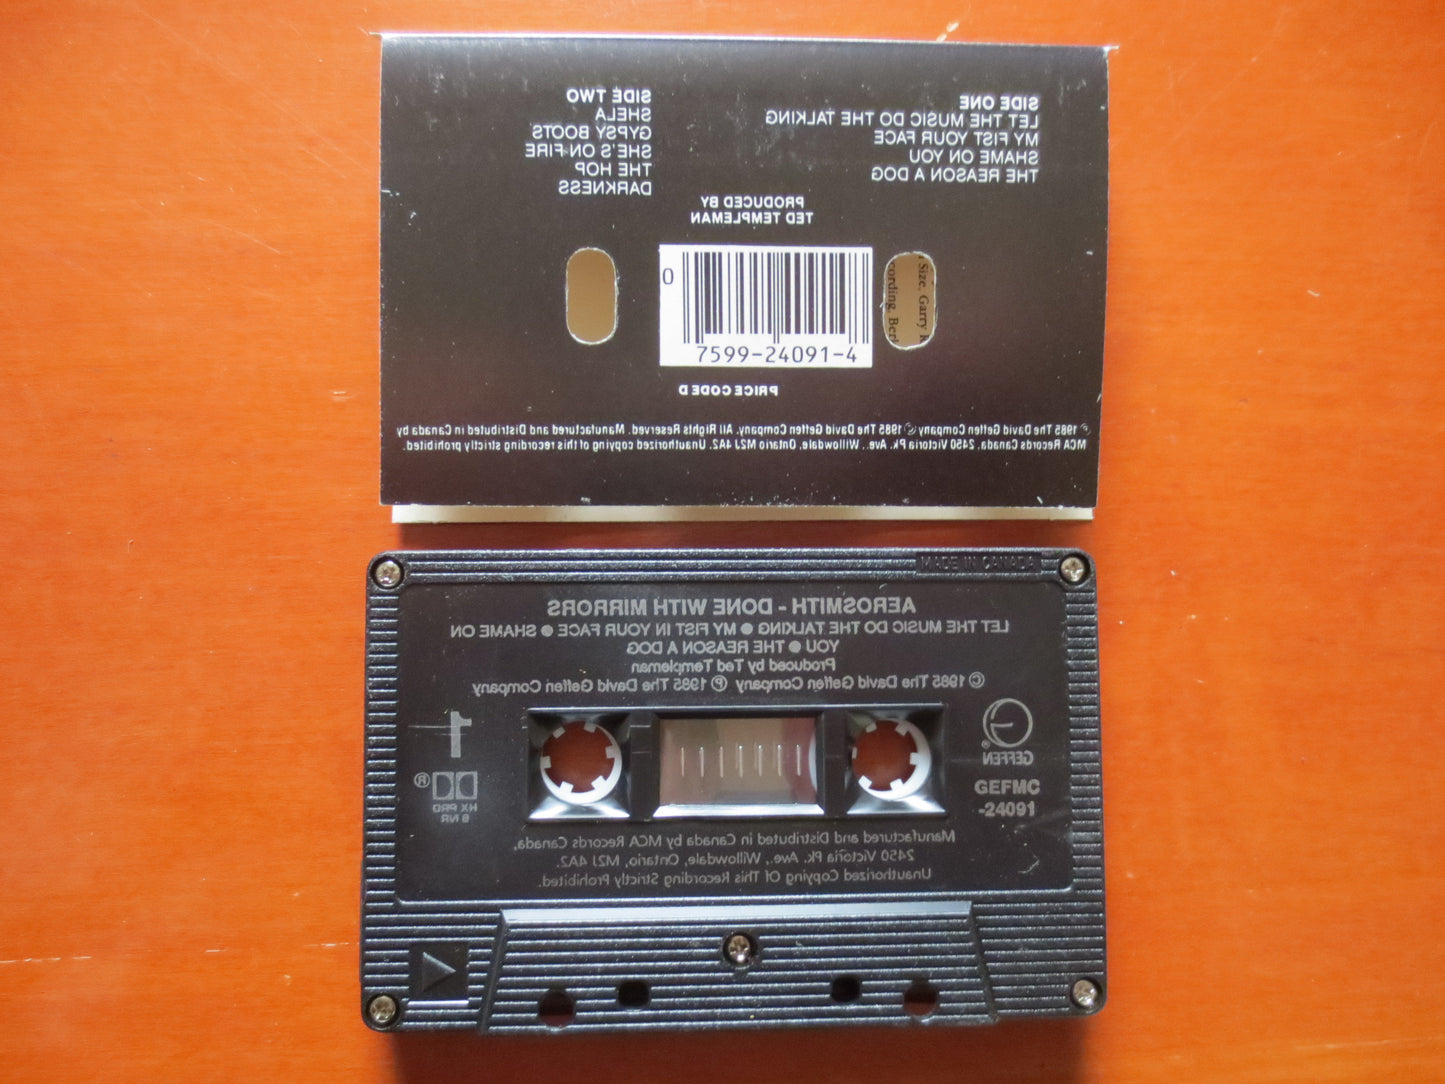 SIDE ONE
LET THE MUSIC DO THE TALKING
MY FIST YOUR FACE
SHAME ON YOU
THE REASON A DOG
SIDE TWO
SHELA
GYPSY BOOTS
SHE'S ON FIRE
THE HOP
DARKNESS
PRODUCED BY
TED TEMPLEMAN
0
7599-24091-4
Size, Garry
PRICE CODE D
℗ 1985 The David Geffen Company © 1985 The David Geffen Company. All Rights Reserved. Manufactured and Distributed in Canada by
MCA Records Canada, 2450 Victoria Pk. Ave., Willowdale, Ontario M2J 4A2. Unauthorized copying of this recording is strictly prohibited.
MADE IN CANADA
AEROSMITH - DONE WITH MIRRORS
LET THE MUSIC DO THE TALKING ● MY FIST IN YOUR FACE ● SHAME ON
YOU ● THE REASON A DOG
Produced by Ted Templeman
© 1985 The David Geffen Company ℗ 1985 The David Geffen Company
1
®
HX PRO
B NR
G
®
GEFFEN
GEFMC
-24091
Manufactured and Distributed in Canada by MCA Records Canada,
2450 Victoria Pk. Ave., Willowdale, Ontario, M2J 4A2.
Unauthorized Copying Of This Recording Strictly Prohibited.